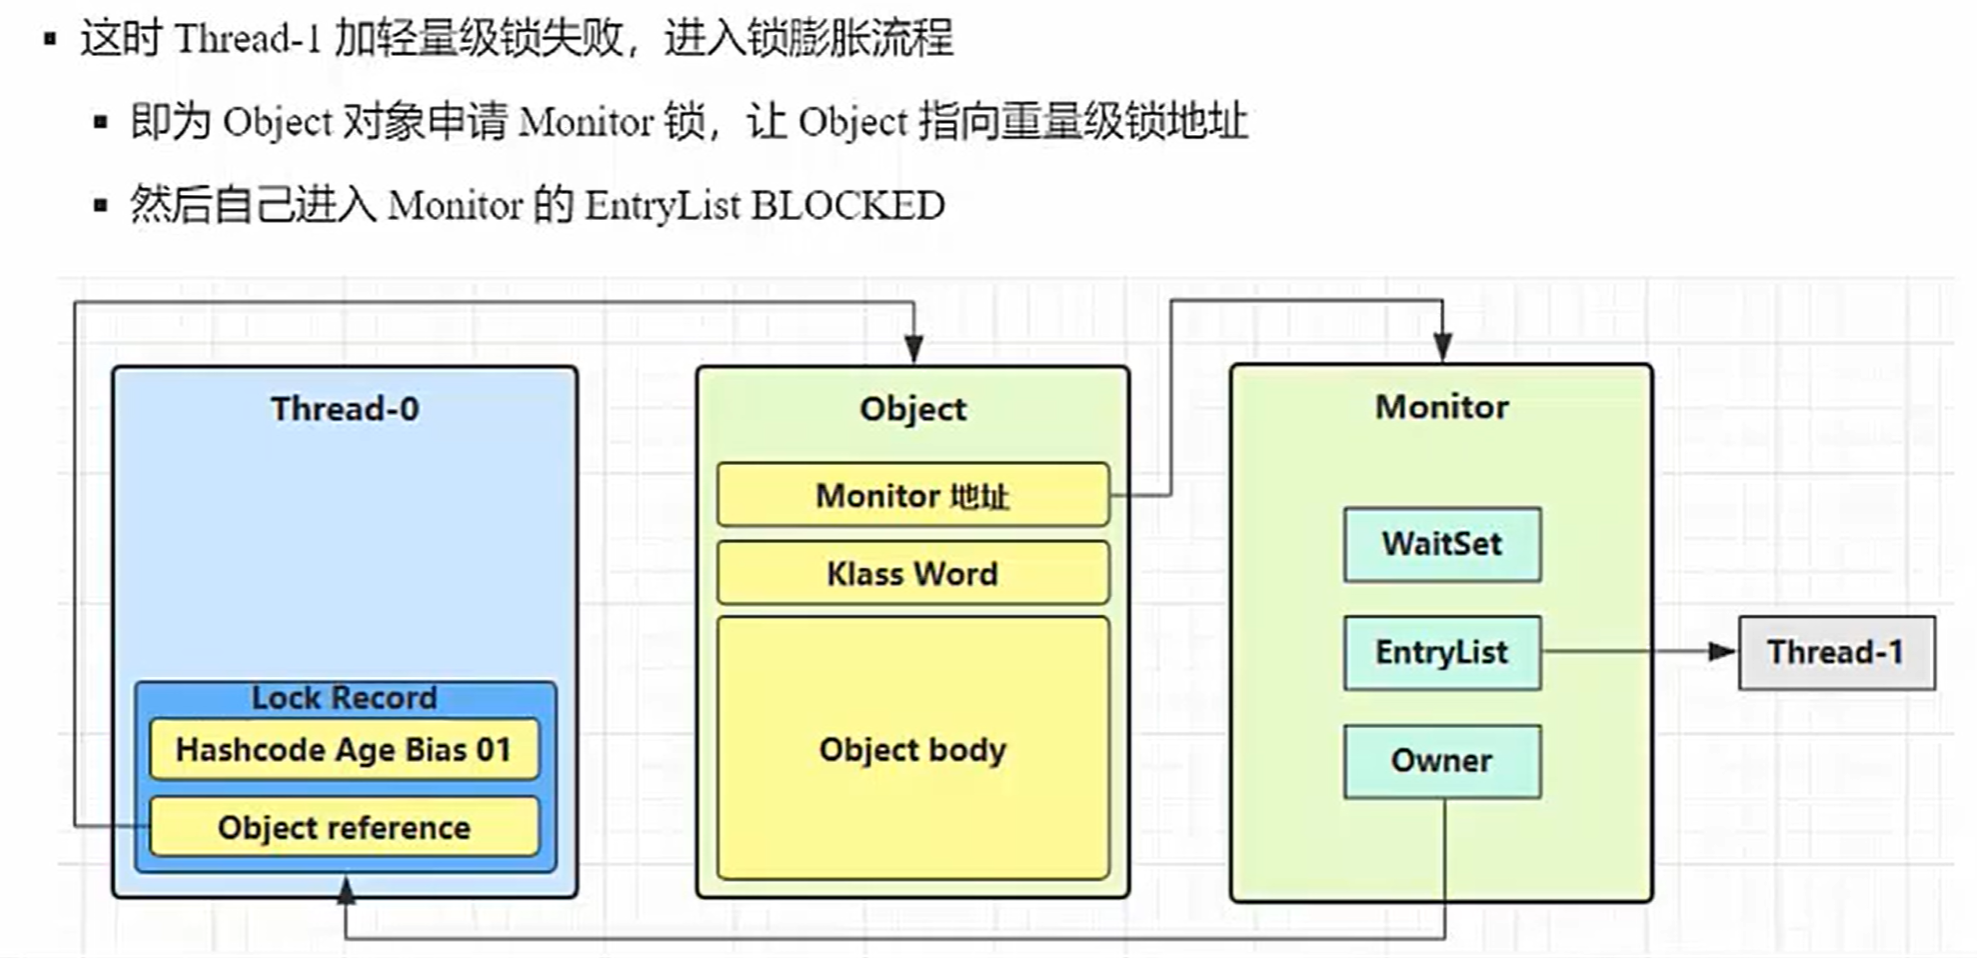 ▪ 这时 Thread-1 加轻量级锁失败，进入锁膨胀流程
▪ 即为 Object 对象申请 Monitor 锁，让 Object 指向重量级锁地址
▪ 然后自己进入 Monitor 的 EntryList BLOCKED
Thread-0
Lock Record
Hashcode Age Bias 01
Object reference
Object
Monitor 地址
Klass Word
Object body
Monitor
WaitSet
EntryList
Owner
Thread-1